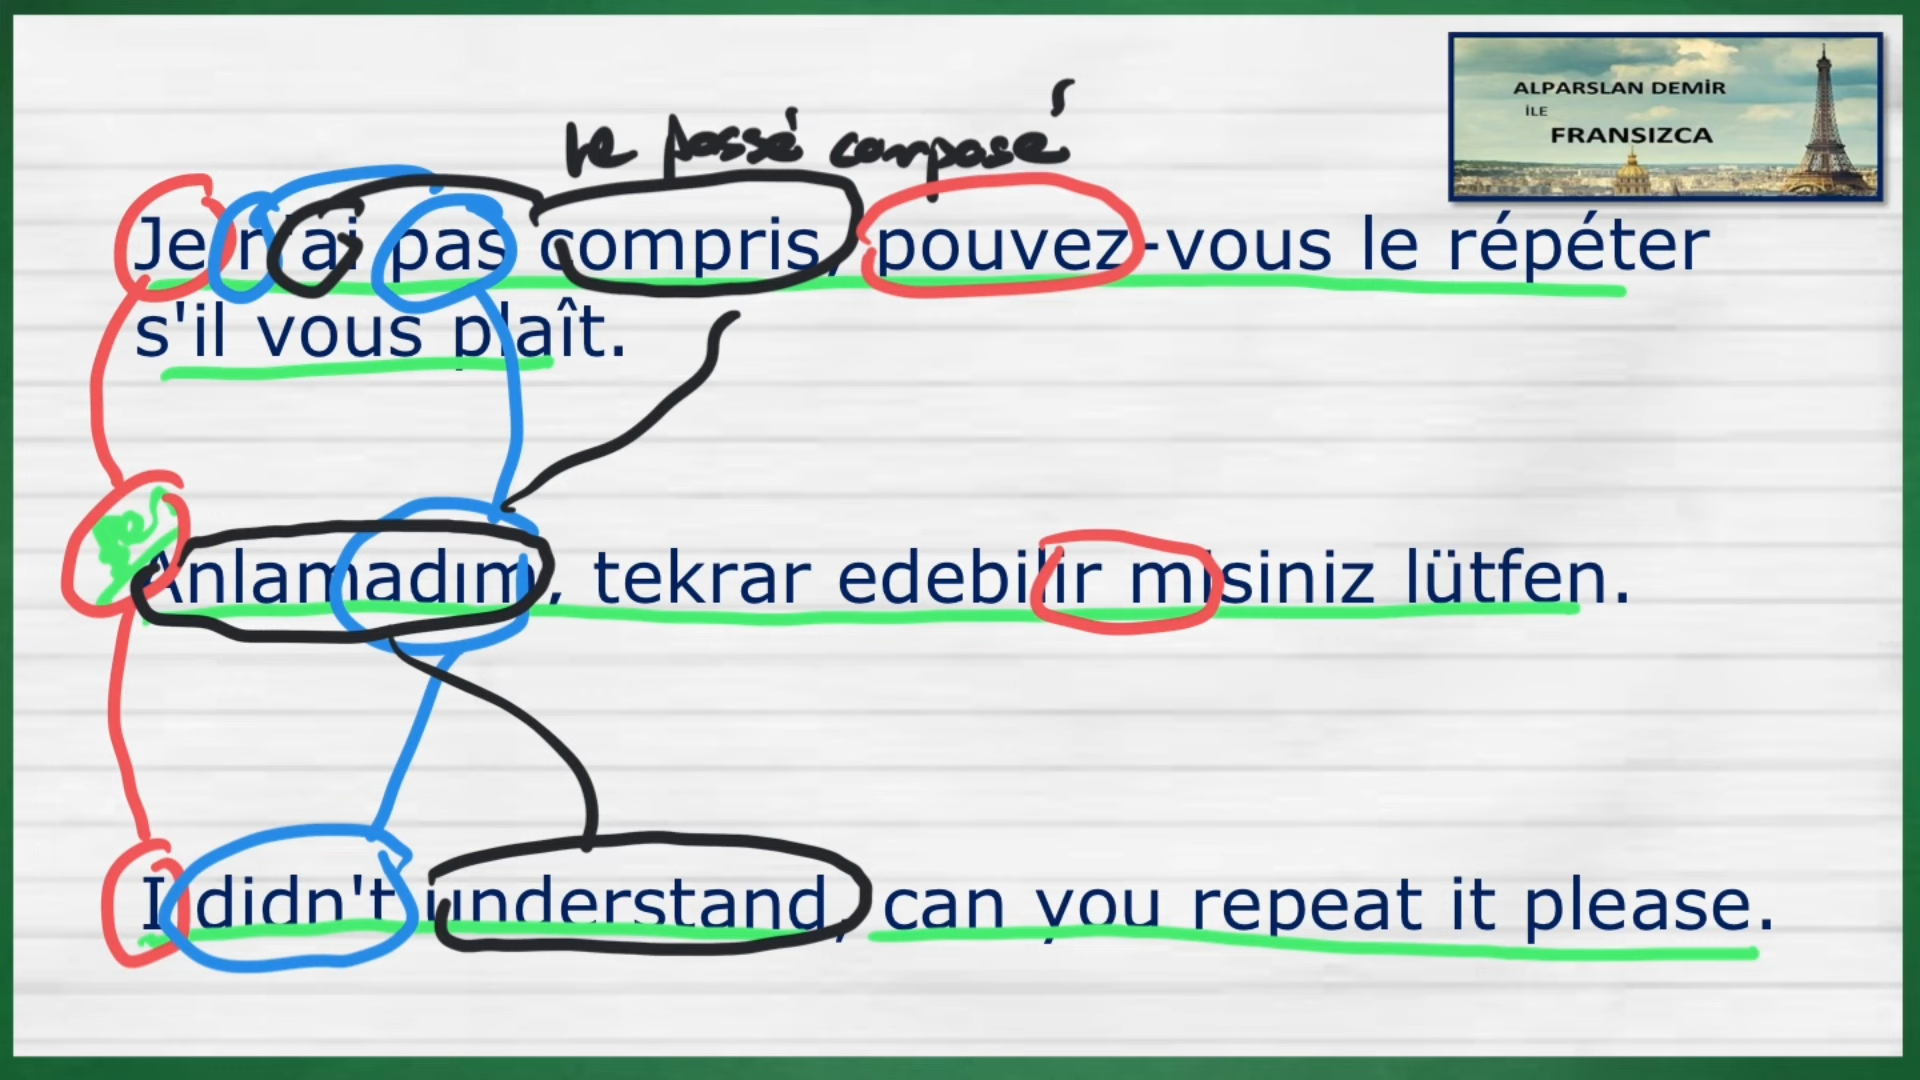 ALPARSLAN DEMİR
İLE
FRANSIZCA
le passé composé
Je n'ai pas compris, pouvez-vous le répéter
s'il vous plaît.
Anlamadım, tekrar edebilir misiniz lütfen.
I didn't understand, can you repeat it please.